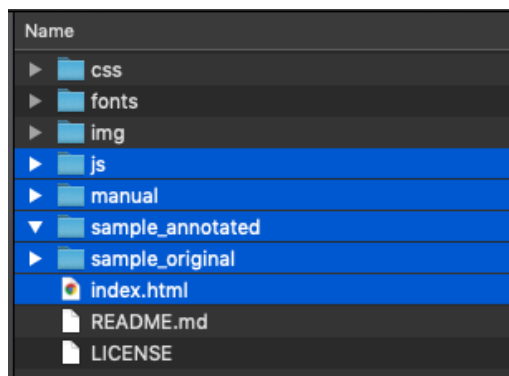 Name
css
fonts
img
js
manual
sample_annotated
sample_original
index.html
README.md
LICENSE